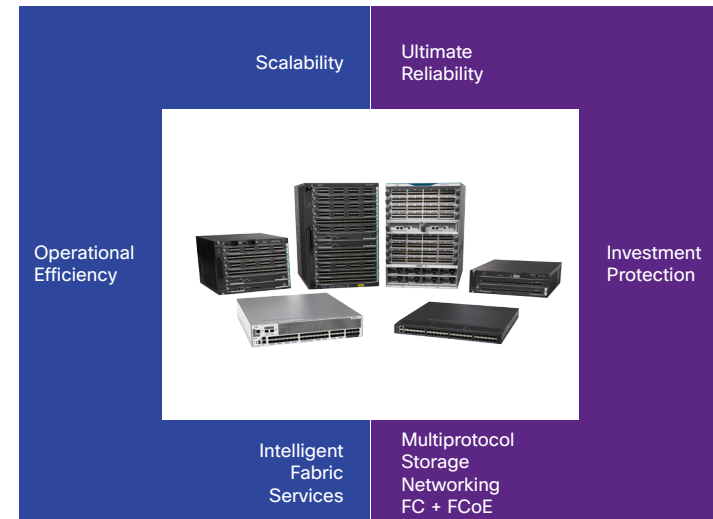 Scalability
Ultimate
Reliability
Operational
Efficiency
Investment
Protection
Intelligent
Fabric
Services
Multiprotocol
Storage
Networking
FC + FCoE